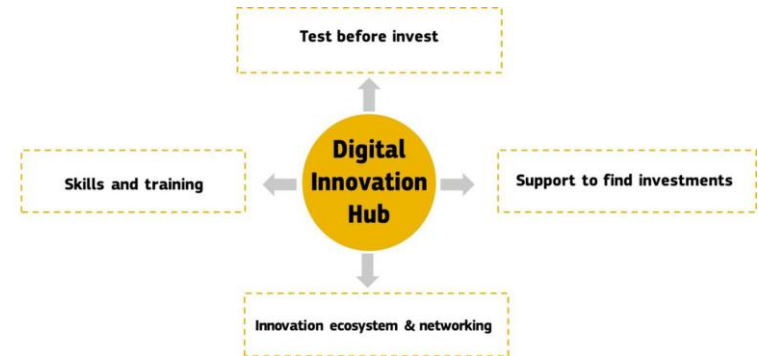 Test before invest
Digital
Innovation
Hub
Skills and training
Support to find investments
Innovation ecosystem & networking